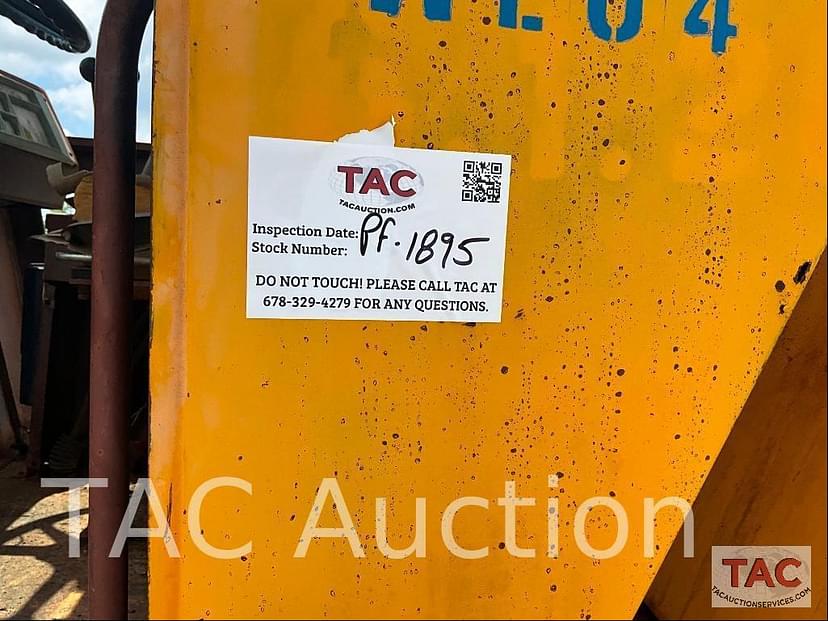 TAC
TACAUCTION.COM
Inspection Date:
Stock Number: Pf-1895
DO NOT TOUCH! PLEASE CALL TAC AT
678-329-4279 FOR ANY QUESTIONS.
TAC Auction
TAC
TACAUCTIONSERVICES.COM